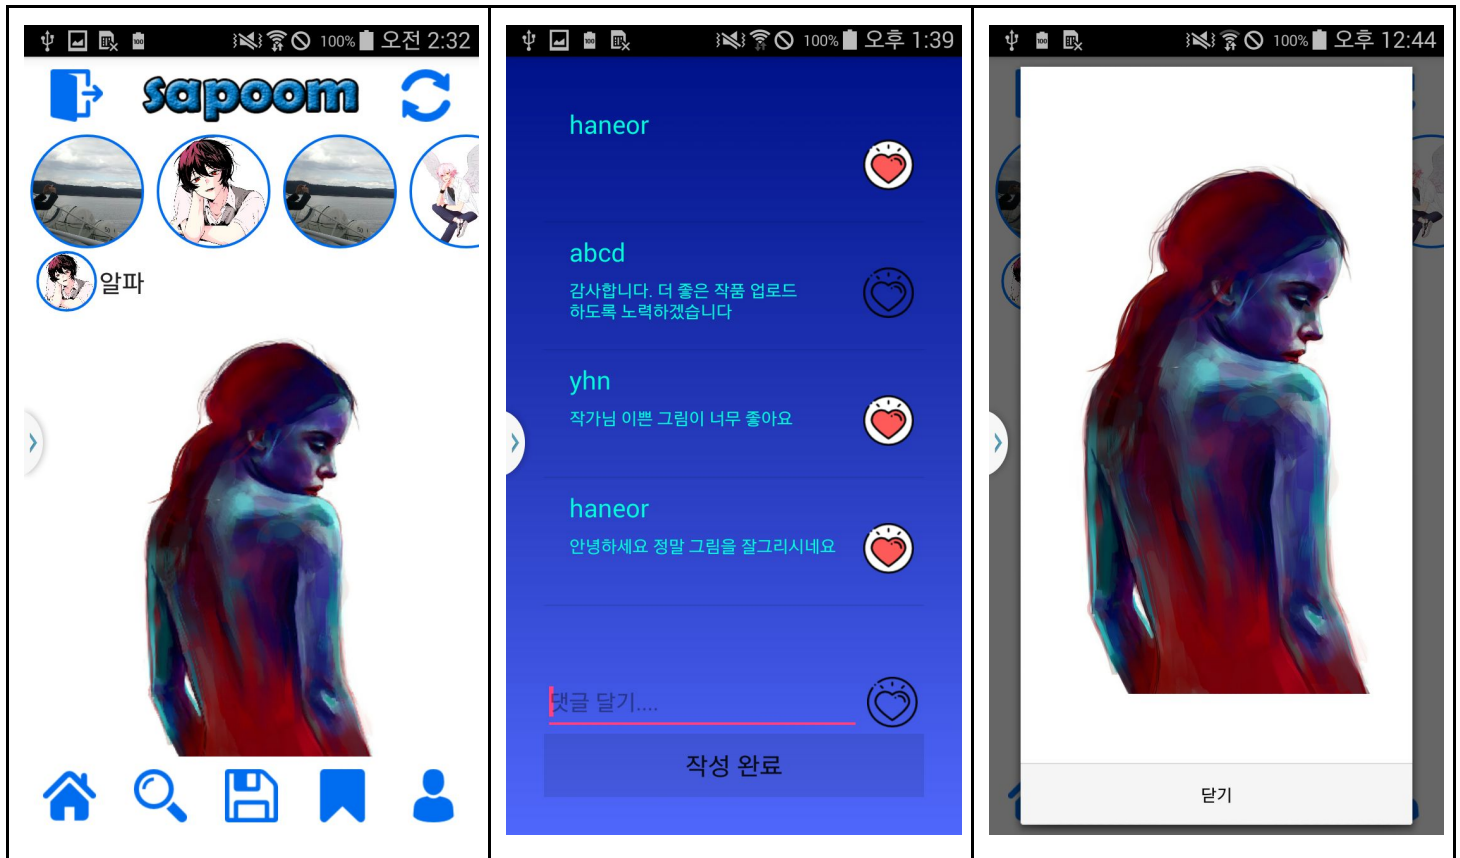 100% 오전 2:32
sapoom
알파
100% 오후 1:39
haneor
abcd
감사합니다. 더 좋은 작품 업로드
하도록 노력하겠습니다
yhn
작가님 이쁜 그림이 너무 좋아요
haneor
안녕하세요 정말 그림을 잘그리시네요
댓글 달기....
작성 완료
100% 오후 12:44
닫기